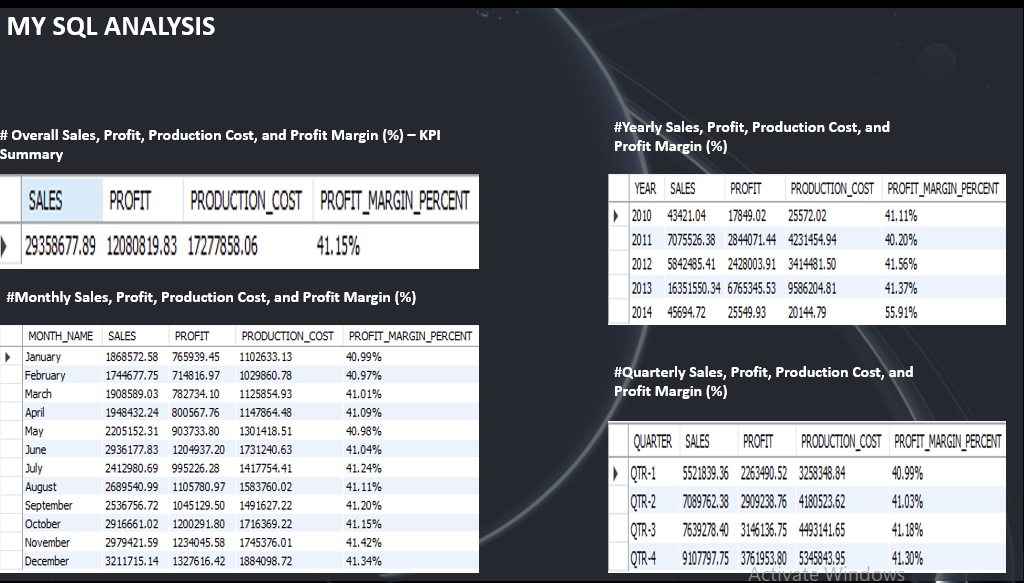 MY SQL ANALYSIS
# Overall Sales, Profit, Production Cost, and Profit Margin (%) – KPI
Summary
SALES PROFIT PRODUCTION_COST PROFIT_MARGIN_PERCENT
29358677.89 12080819.83 17277858.06 41.15%
#Monthly Sales, Profit, Production Cost, and Profit Margin (%)
MONTH_NAME SALES PROFIT PRODUCTION_COST PROFIT_MARGIN_PERCENT
January 1868572.58 765939.45 1102633.13 40.99%
February 1744677.75 714816.97 1029860.78 40.97%
March 1908589.03 782734.10 1125854.93 41.01%
April 1948432.24 800567.76 1147864.48 41.09%
May 2205152.31 903733.80 1301418.51 40.98%
June 2936177.83 1204937.20 1731240.63 41.04%
July 2412980.69 995226.28 1417754.41 41.24%
August 2689540.99 1105780.97 1583760.02 41.11%
September 2536756.72 1045129.50 1491627.22 41.20%
October 2916661.02 1200291.80 1716369.22 41.15%
November 2979421.59 1234045.58 1745376.01 41.42%
December 3211715.14 1327616.42 1884098.72 41.34%
#Yearly Sales, Profit, Production Cost, and
Profit Margin (%)
YEAR SALES PROFIT PRODUCTION_COST PROFIT_MARGIN_PERCENT
2010 43421.04 17849.02 25572.02 41.11%
2011 7075526.38 2844071.44 4231454.94 40.20%
2012 5842485.41 2428003.91 3414481.50 41.56%
2013 16351550.34 6765345.53 9586204.81 41.37%
2014 45694.72 25549.93 20144.79 55.91%
#Quarterly Sales, Profit, Production Cost, and
Profit Margin (%)
QUARTER SALES PROFIT PRODUCTION_COST PROFIT_MARGIN_PERCENT
QTR-1 5521839.36 2263490.52 3258348.84 40.99%
QTR-2 7089762.38 2909238.76 4180523.62 41.03%
QTR-3 7639278.40 3146136.75 4493141.65 41.18%
QTR-4 9107797.75 3761953.80 5345843.95 41.30%
Activate Windows